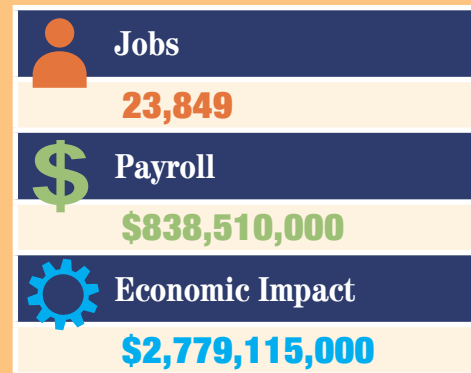 Jobs
23,849
$
Payroll
$838,510,000
Economic Impact
$2,779,115,000